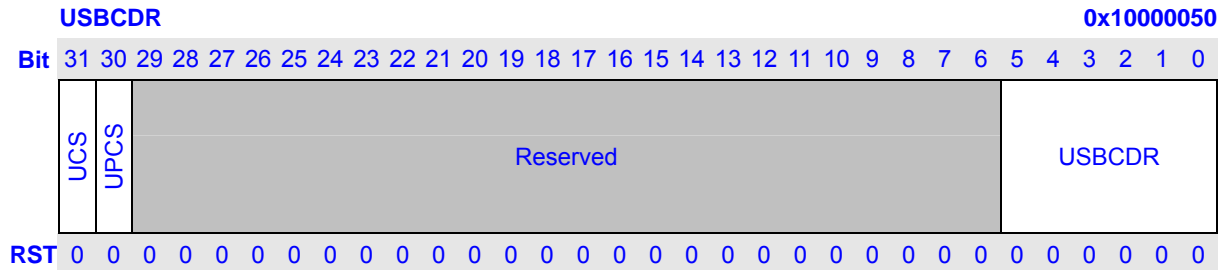 USBCDR 0x10000050
Bit 31 30 29 28 27 26 25 24 23 22 21 20 19 18 17 16 15 14 13 12 11 10 9 8 7 6 5 4 3 2 1 0
UCS UPCS Reserved USBCDR
RST 0 0 0 0 0 0 0 0 0 0 0 0 0 0 0 0 0 0 0 0 0 0 0 0 0 0 0 0 0 0 0 0